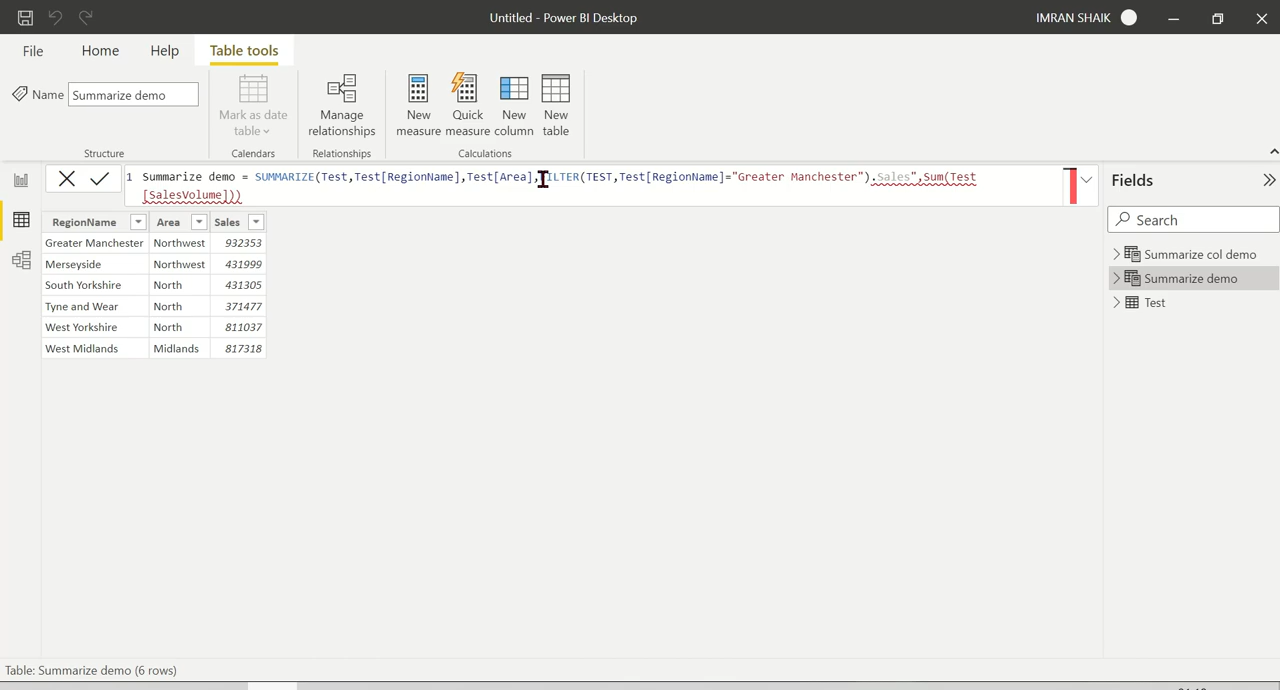 Untitled - Power BI Desktop
IMRAN SHAIK
File
Home
Help
Table tools
Name
Summarize demo
Mark as date
table
Manage
relationships
New
measure
Quick
measure
New
column
New
table
Structure
Calendars
Relationships
Calculations
1 Summarize demo = SUMMARIZE(Test,Test[RegionName],Test[Area],FILTER(TEST,Test[RegionName]="Greater Manchester").Sales",Sum(Test
[SalesVolume]))
RegionName Area Sales
Greater Manchester Northwest 932353
Merseyside Northwest 431999
South Yorkshire North 431305
Tyne and Wear North 371477
West Yorkshire North 811037
West Midlands Midlands 817318
Fields
Search
Summarize col demo
Summarize demo
Test
Table: Summarize demo (6 rows)